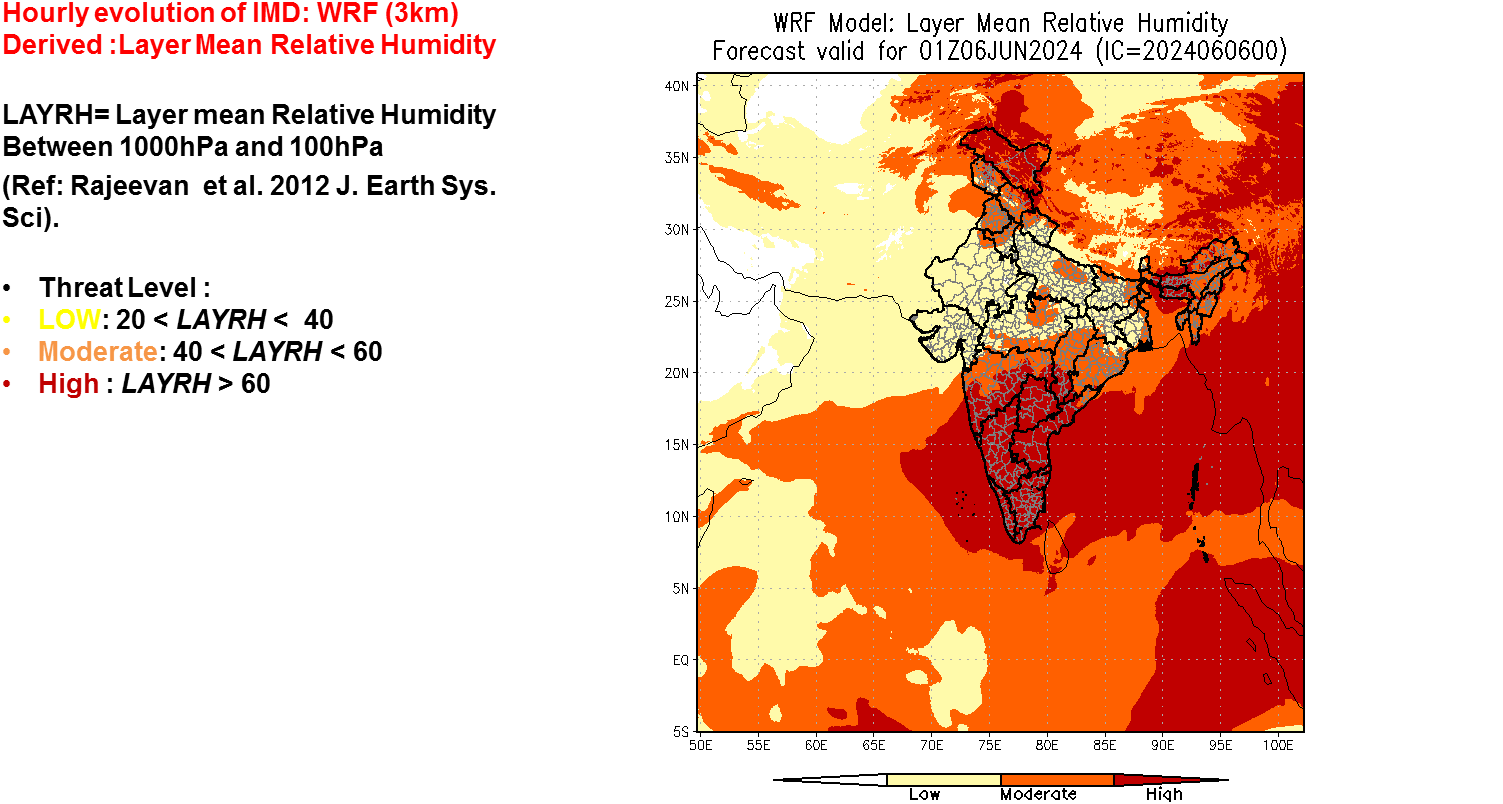 Hourly evolution of IMD: WRF (3km)
Derived :Layer Mean Relative Humidity
LAYRH= Layer mean Relative Humidity
Between 1000hPa and 100hPa
(Ref: Rajeevan et al. 2012 J. Earth Sys.
Sci).
• Threat Level :
• LOW: 20 < LAYRH < 40
• Moderate: 40 < LAYRH < 60
• High : LAYRH > 60
WRF Model: Layer Mean Relative Humidity
Forecast valid for 01Z06JUN2024 (IC=2024060600)
40N
35N
30N
25N
20N
15N
10N
5N
EQ
5S
50E 55E 60E 65E 70E 75E 80E 85E 90E 95E 100E
Low Moderate High